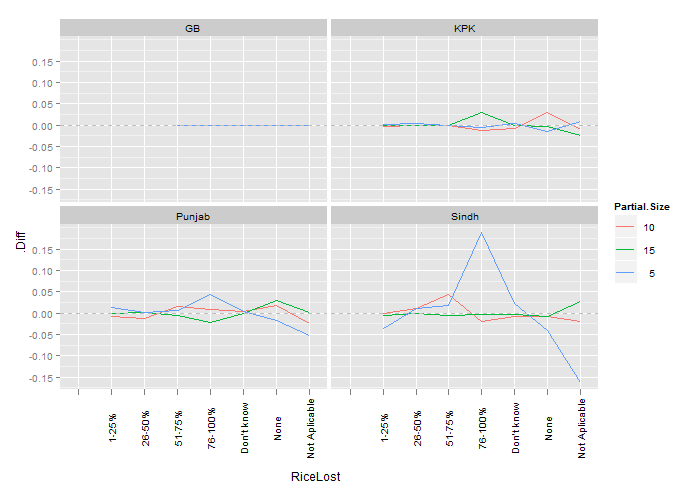 GB
KPK
0.15
0.10
0.05
0.00
-0.05
-0.10
-0.15
Punjab
Sindh
0.15
0.10
0.05
0.00
-0.05
-0.10
-0.15
.Diff
1-25%
26-50%
51-75%
76-100%
Don't know
None
Not Aplicable
1-25%
26-50%
51-75%
76-100%
Don't know
None
Not Aplicable
RiceLost
Partial.Size
10
15
5